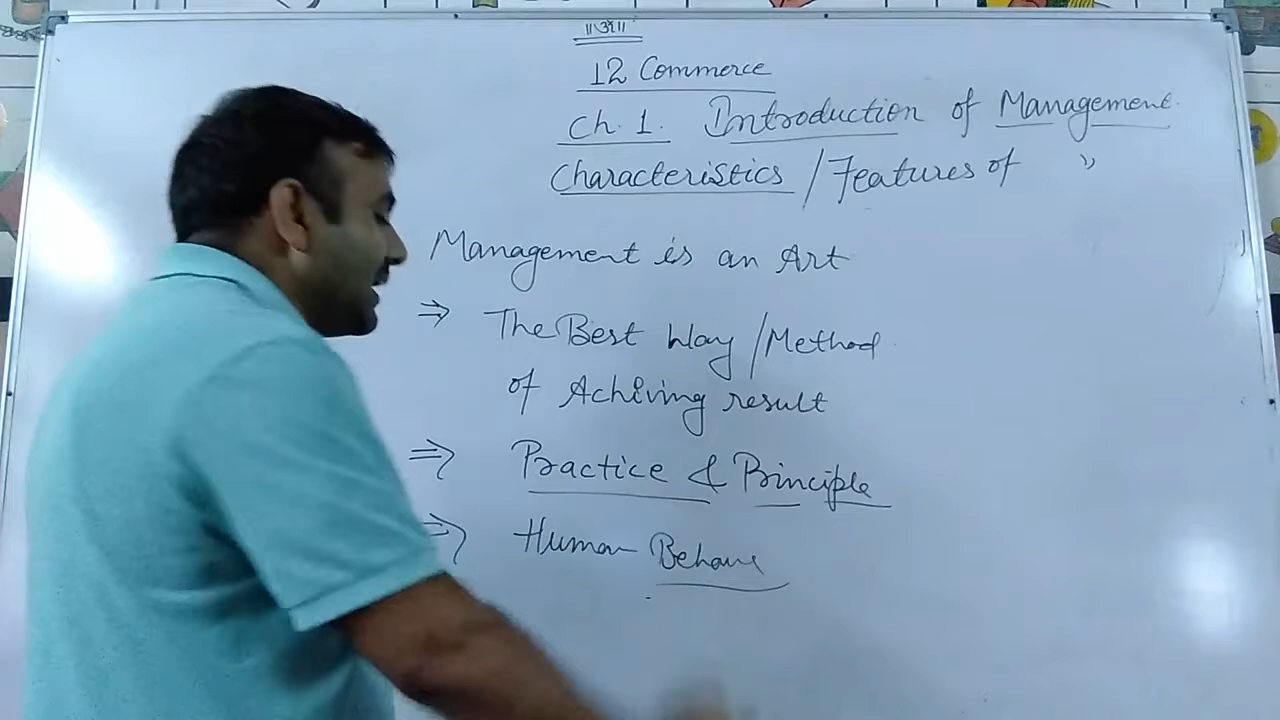 ॥ॐ॥
12 Commerce
Ch. 1. Introduction of Management
Characteristics / Features of "
Management is an Art
⇒ The Best Way / Method
of Achiving result
⇒ Practice & Principle
⇒ Human Behave